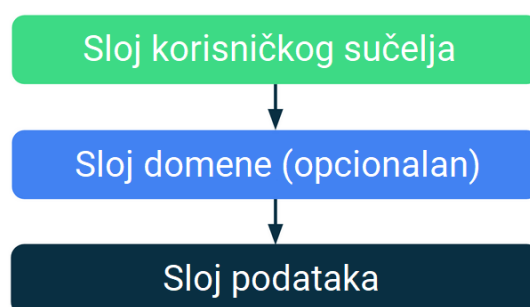 Sloj korisničkog sučelja
Sloj domene (opcionalan)
Sloj podataka